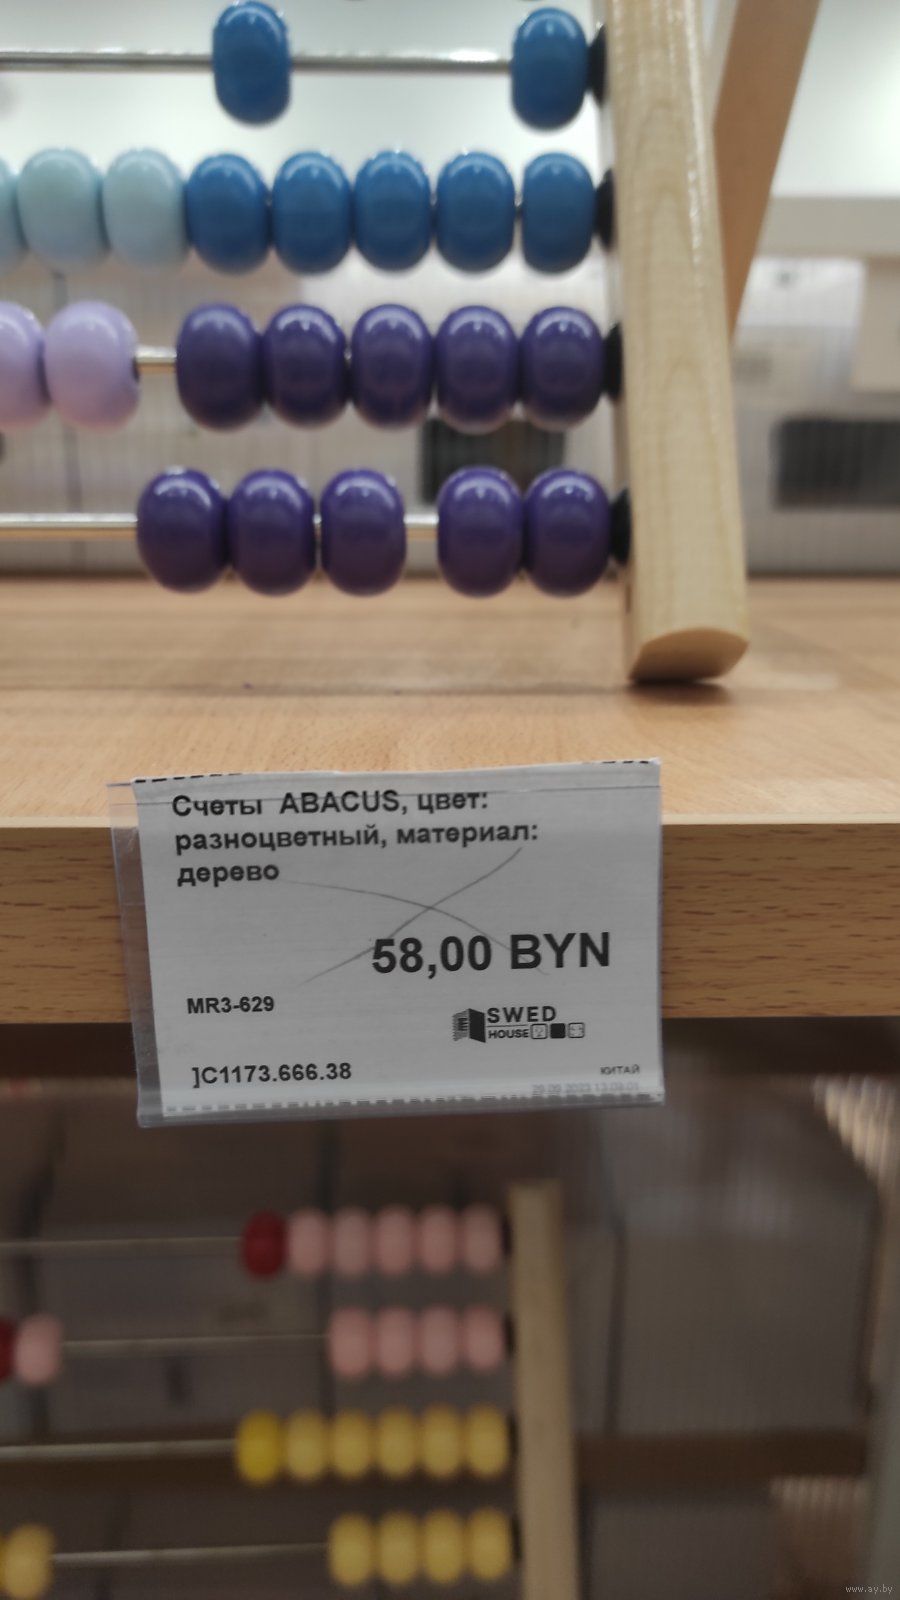 Счеты ABACUS, цвет:
разноцветный, материал:
дерево
58,00 BYN
MR3-629
SWED
HOUSE
]C1173.666.38
КИТАЙ
www.ay.by